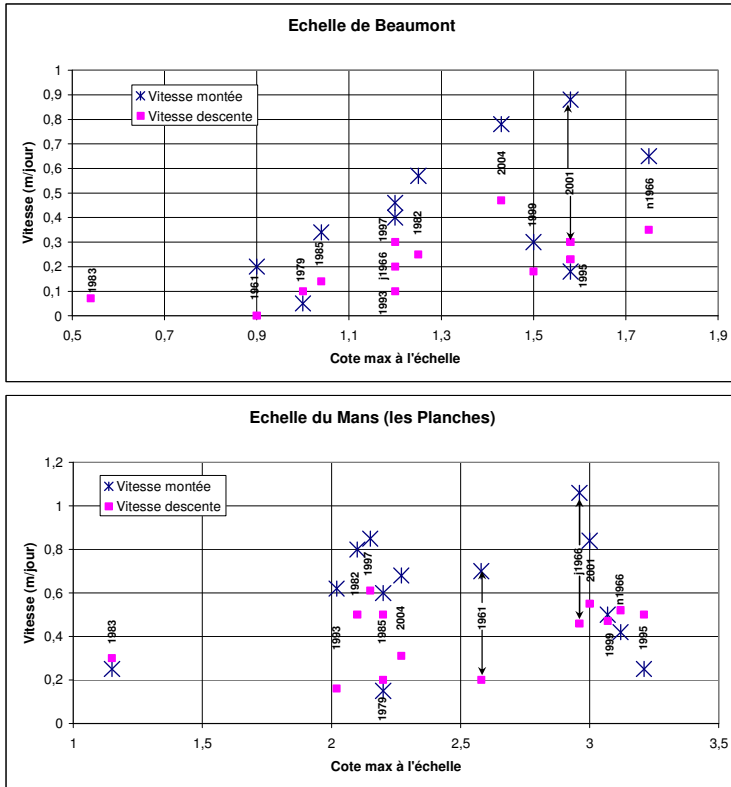 Echelle de Beaumont
1
0,9
0,8
0,7
0,6
0,5
0,4
0,3
0,2
0,1
0
Vitesse (m/jour)
Vitesse montée
Vitesse descente
1983
1961
1979
1985
1993
j1966
1997
1982
2004
1999
2001
1995
n1966
0,5 0,7 0,9 1,1 1,3 1,5 1,7 1,9
Cote max à l'échelle
Echelle du Mans (les Planches)
1,2
1
0,8
0,6
0,4
0,2
0
Vitesse (m/jour)
Vitesse montée
Vitesse descente
1983
1993
1982
1997
1985
1979
2004
1961
j1966
2001
1999
n1966
1995
1 1,5 2 2,5 3 3,5
Cote max à l'échelle